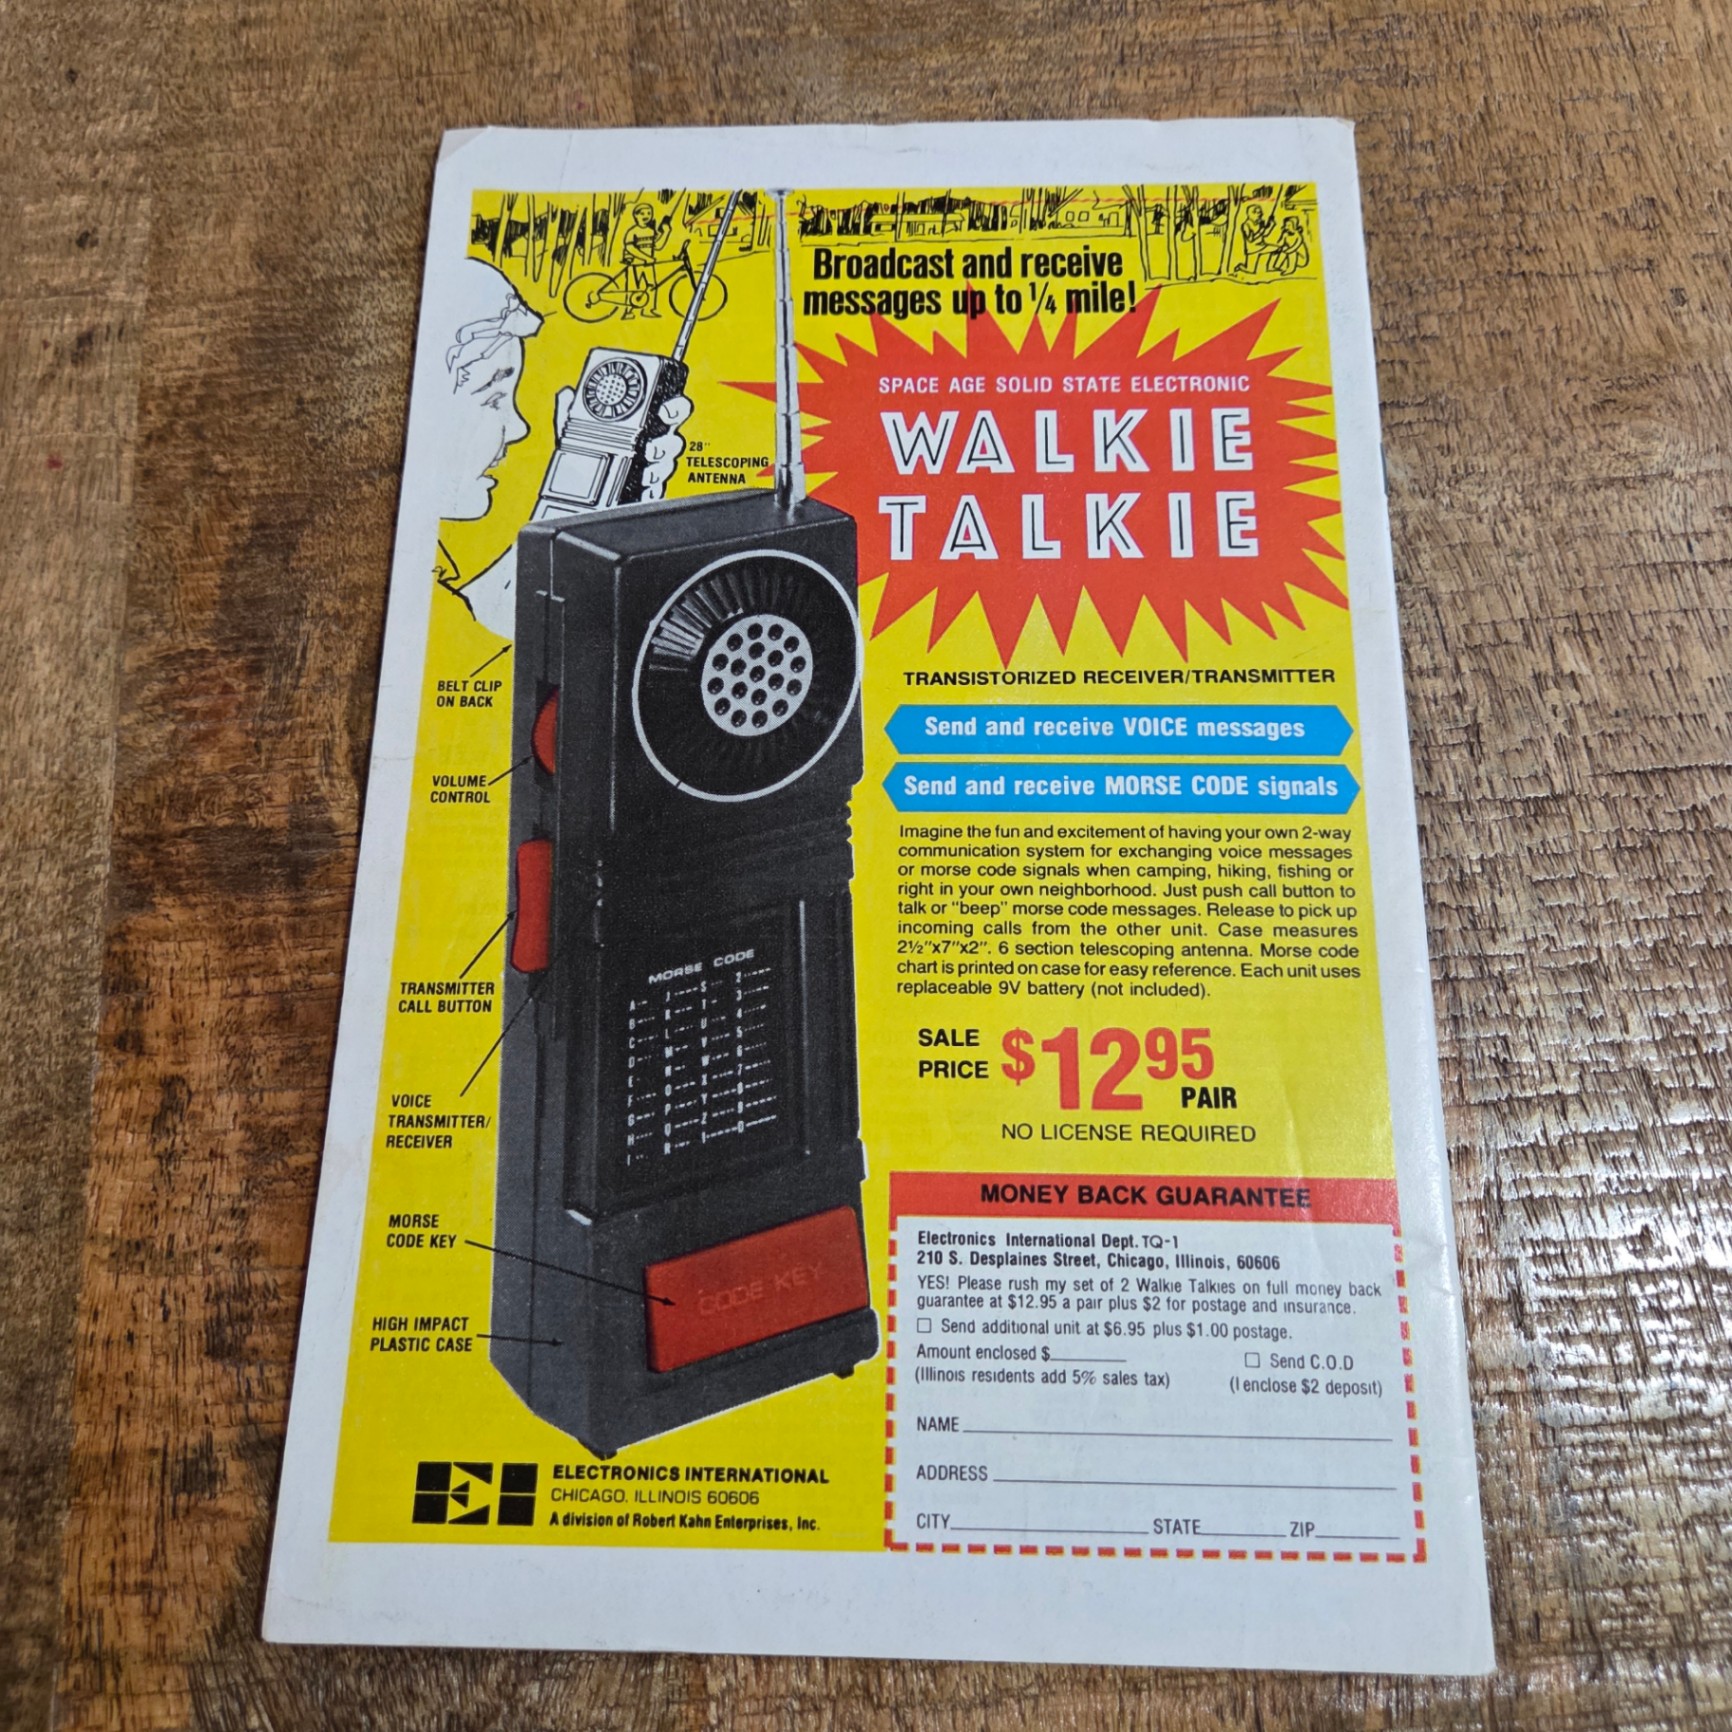 Broadcast and receive
messages up to 1/4 mile!
SPACE AGE SOLID STATE ELECTRONIC
WALKIE
TALKIE
28"
TELESCOPING
ANTENNA
BELT CLIP
ON BACK
VOLUME
CONTROL
TRANSMITTER
CALL BUTTON
VOICE
TRANSMITTER/
RECEIVER
MORSE
CODE KEY
HIGH IMPACT
PLASTIC CASE
MORSE CODE
CODE KEY
TRANSISTORIZED RECEIVER/TRANSMITTER
Send and receive VOICE messages
Send and receive MORSE CODE signals
Imagine the fun and excitement of having your own 2-way
communication system for exchanging voice messages
or morse code signals when camping, hiking, fishing or
right in your own neighborhood. Just push call button to
talk or "beep" morse code messages. Release to pick up
incoming calls from the other unit. Case measures
2½"x7"x2". 6 section telescoping antenna. Morse code
chart is printed on case for easy reference. Each unit uses
replaceable 9V battery (not included).
SALE
PRICE $12 95
PAIR
NO LICENSE REQUIRED
MONEY BACK GUARANTEE
Electronics International Dept. TQ-1
210 S. Desplaines Street, Chicago, Illinois, 60606
YES! Please rush my set of 2 Walkie Talkies on full money back
guarantee at $12.95 a pair plus $2 for postage and insurance.
☐ Send additional unit at $6.95 plus $1.00 postage.
Amount enclosed $________ ☐ Send C.O.D
(Illinois residents add 5% sales tax) (I enclose $2 deposit)
NAME
ADDRESS
CITY STATE ZIP
ELECTRONICS INTERNATIONAL
CHICAGO, ILLINOIS 60606
A division of Robert Kahn Enterprises, Inc.